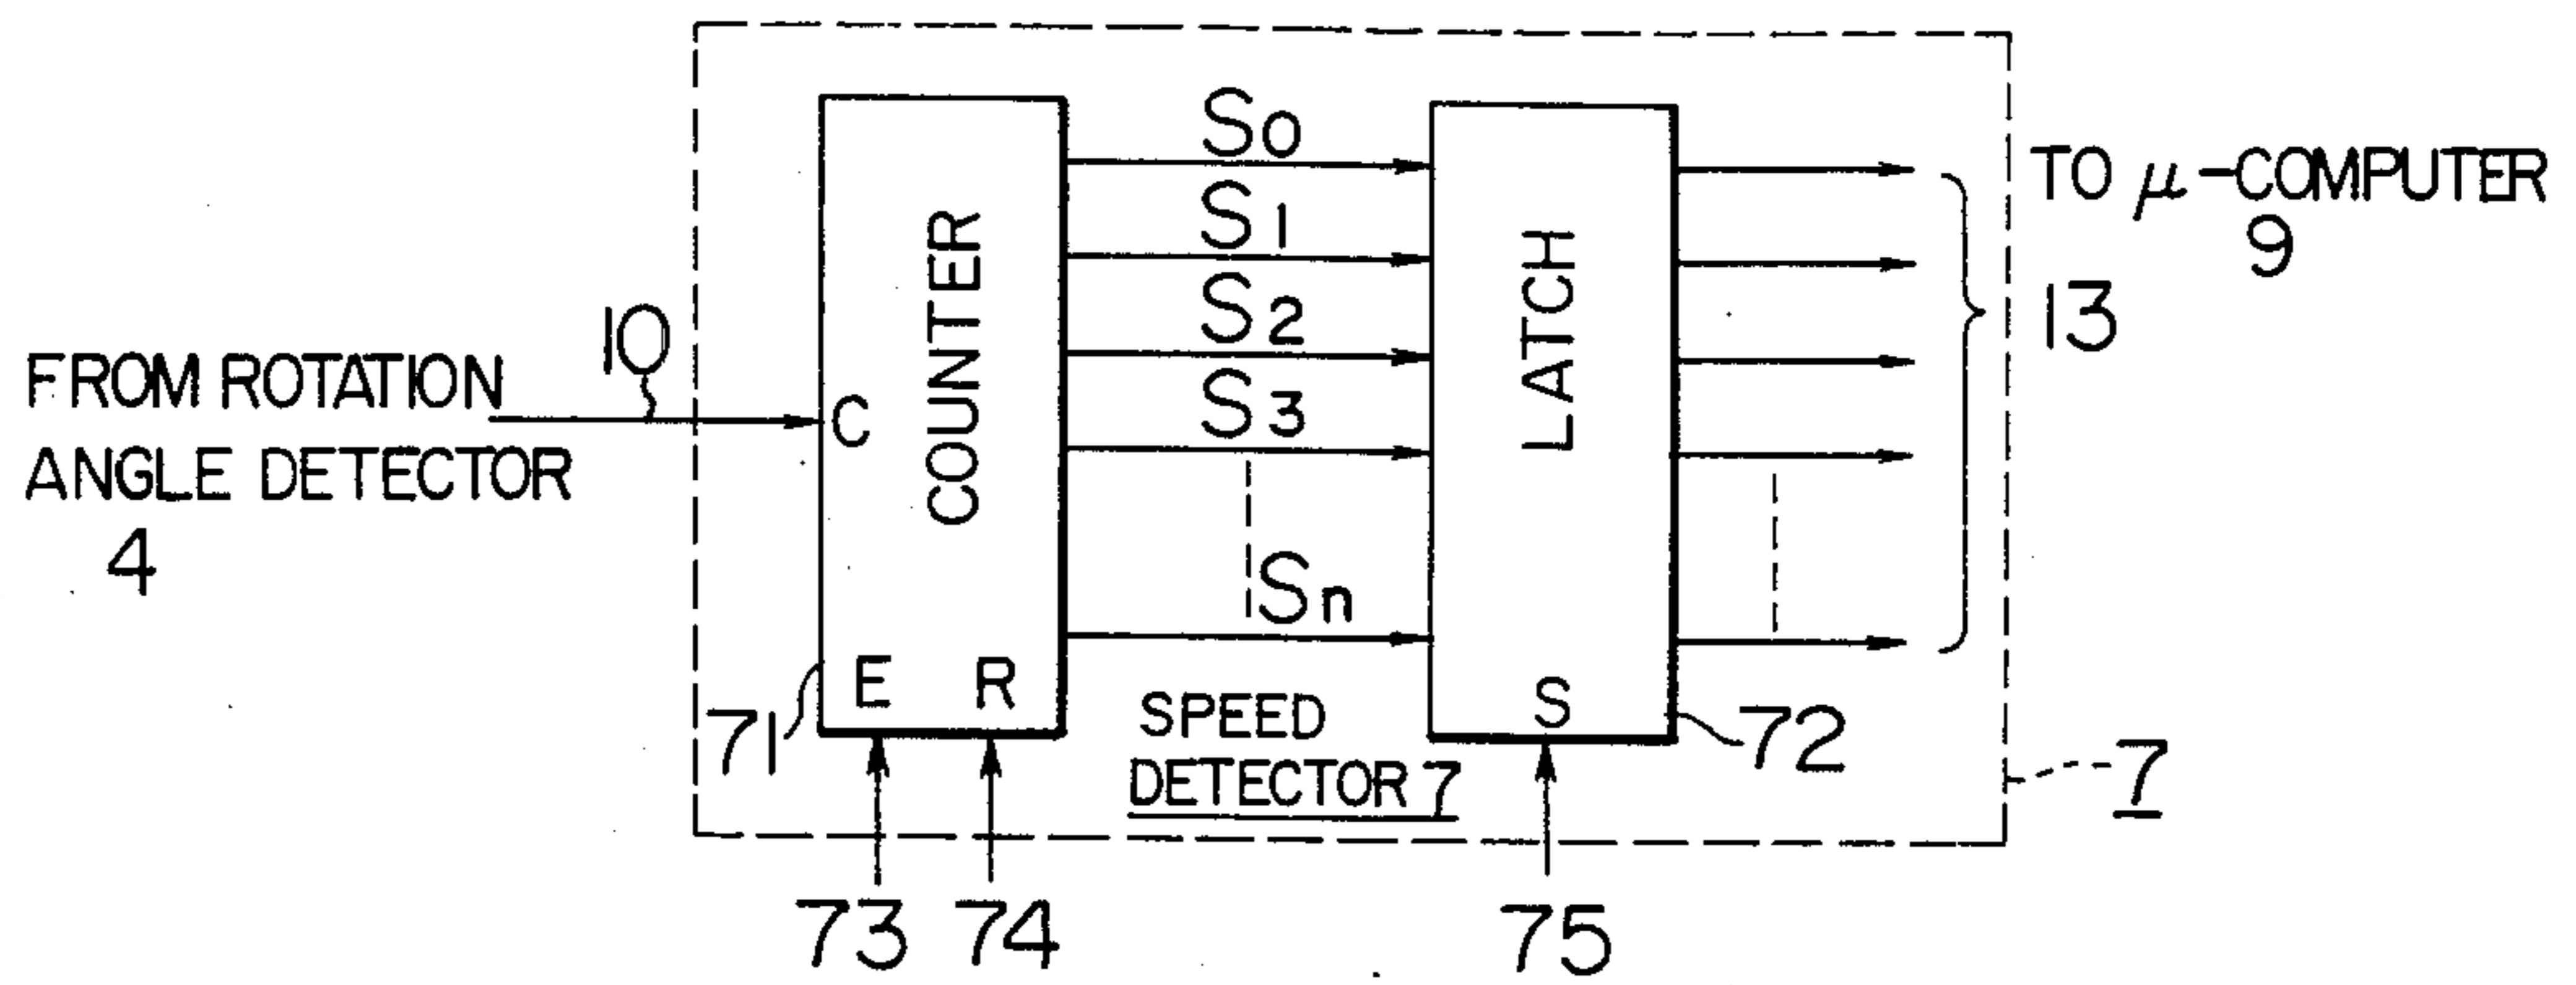 FROM ROTATION
ANGLE DETECTOR
4
10
C
COUNTER
E
R
71
73
74
S0
S1
S2
S3
Sn
SPEED
DETECTOR 7
LATCH
S
72
75
TO μ-COMPUTER
9
13
7